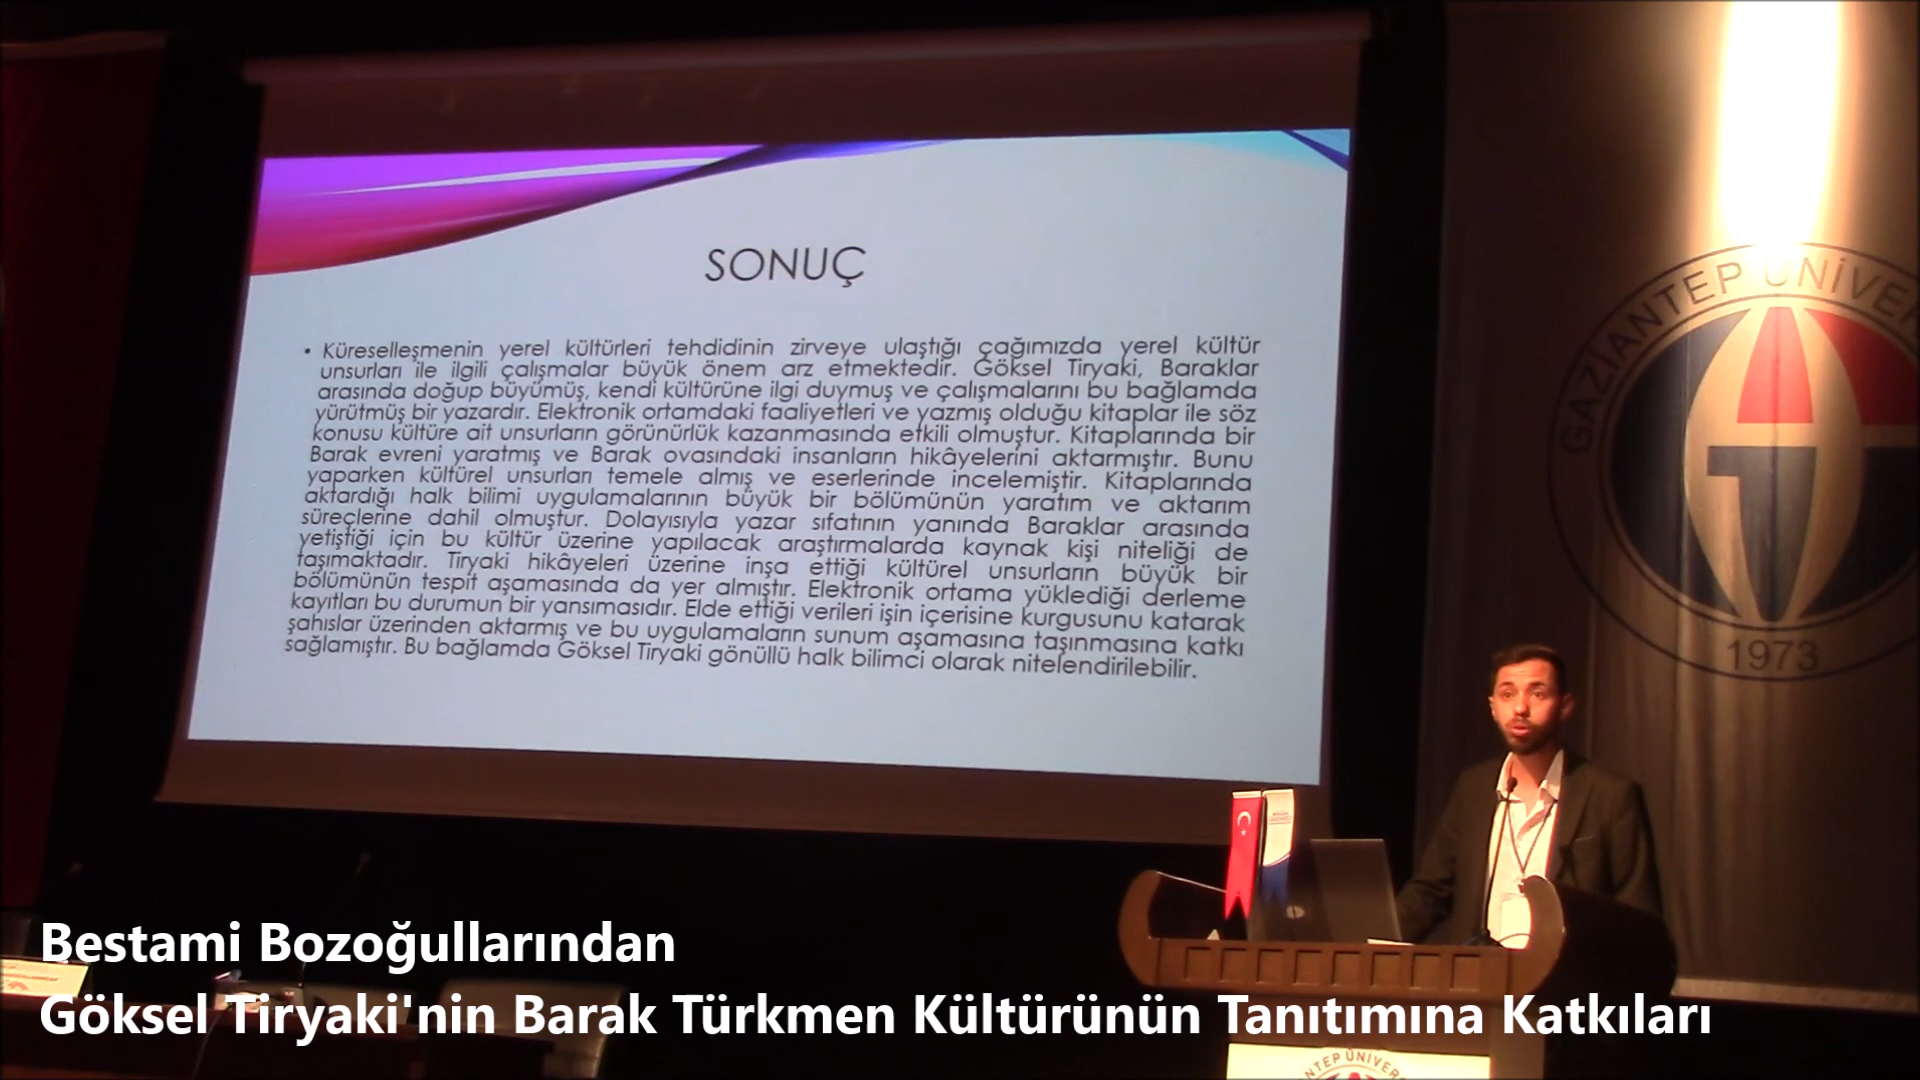 SONUÇ
• Küreselleşmenin yerel kültürleri tehdidinin zirveye ulaştığı çağımızda yerel kültür
unsurları ile ilgili çalışmalar büyük önem arz etmektedir. Göksel Tiryaki, Baraklar
arasında doğup büyümüş, kendi kültürüne ilgi duymuş ve çalışmalarını bu bağlamda
yürütmüş bir yazardır. Elektronik ortamdaki faaliyetleri ve yazmış olduğu kitaplar ile söz
konusu kültüre ait unsurların görünürlük kazanmasında etkili olmuştur. Kitaplarında bir
Barak evreni yaratmış ve Barak ovasındaki insanların hikâyelerini aktarmıştır. Bunu
yaparken kültürel unsurları temele almış ve eserlerinde incelemiştir. Kitaplarında
aktardığı halk bilimi uygulamalarının büyük bir bölümünün yaratım ve aktarım
süreçlerine dahil olmuştur. Dolayısıyla yazar sıfatının yanında Baraklar arasında
yetiştiği için bu kültür üzerine yapılacak araştırmalarda kaynak kişi niteliği de
taşımaktadır. Tiryaki hikâyeleri üzerine inşa ettiği kültürel unsurların büyük bir
bölümünün tespit aşamasında da yer almıştır. Elektronik ortama yüklediği derleme
kayıtları bu durumun bir yansımasıdır. Elde ettiği verileri işin içerisine kurgusunu katarak
şahıslar üzerinden aktarmış ve bu uygulamaların sunum aşamasına taşınmasına katkı
sağlamıştır. Bu bağlamda Göksel Tiryaki gönüllü halk bilimci olarak nitelendirilebilir.
GAZİANTEP ÜNİVER
1973
Bestami Bozoğullarından
Göksel Tiryaki'nin Barak Türkmen Kültürünün Tanıtımına Katkıları
NTEP ÜNİVER